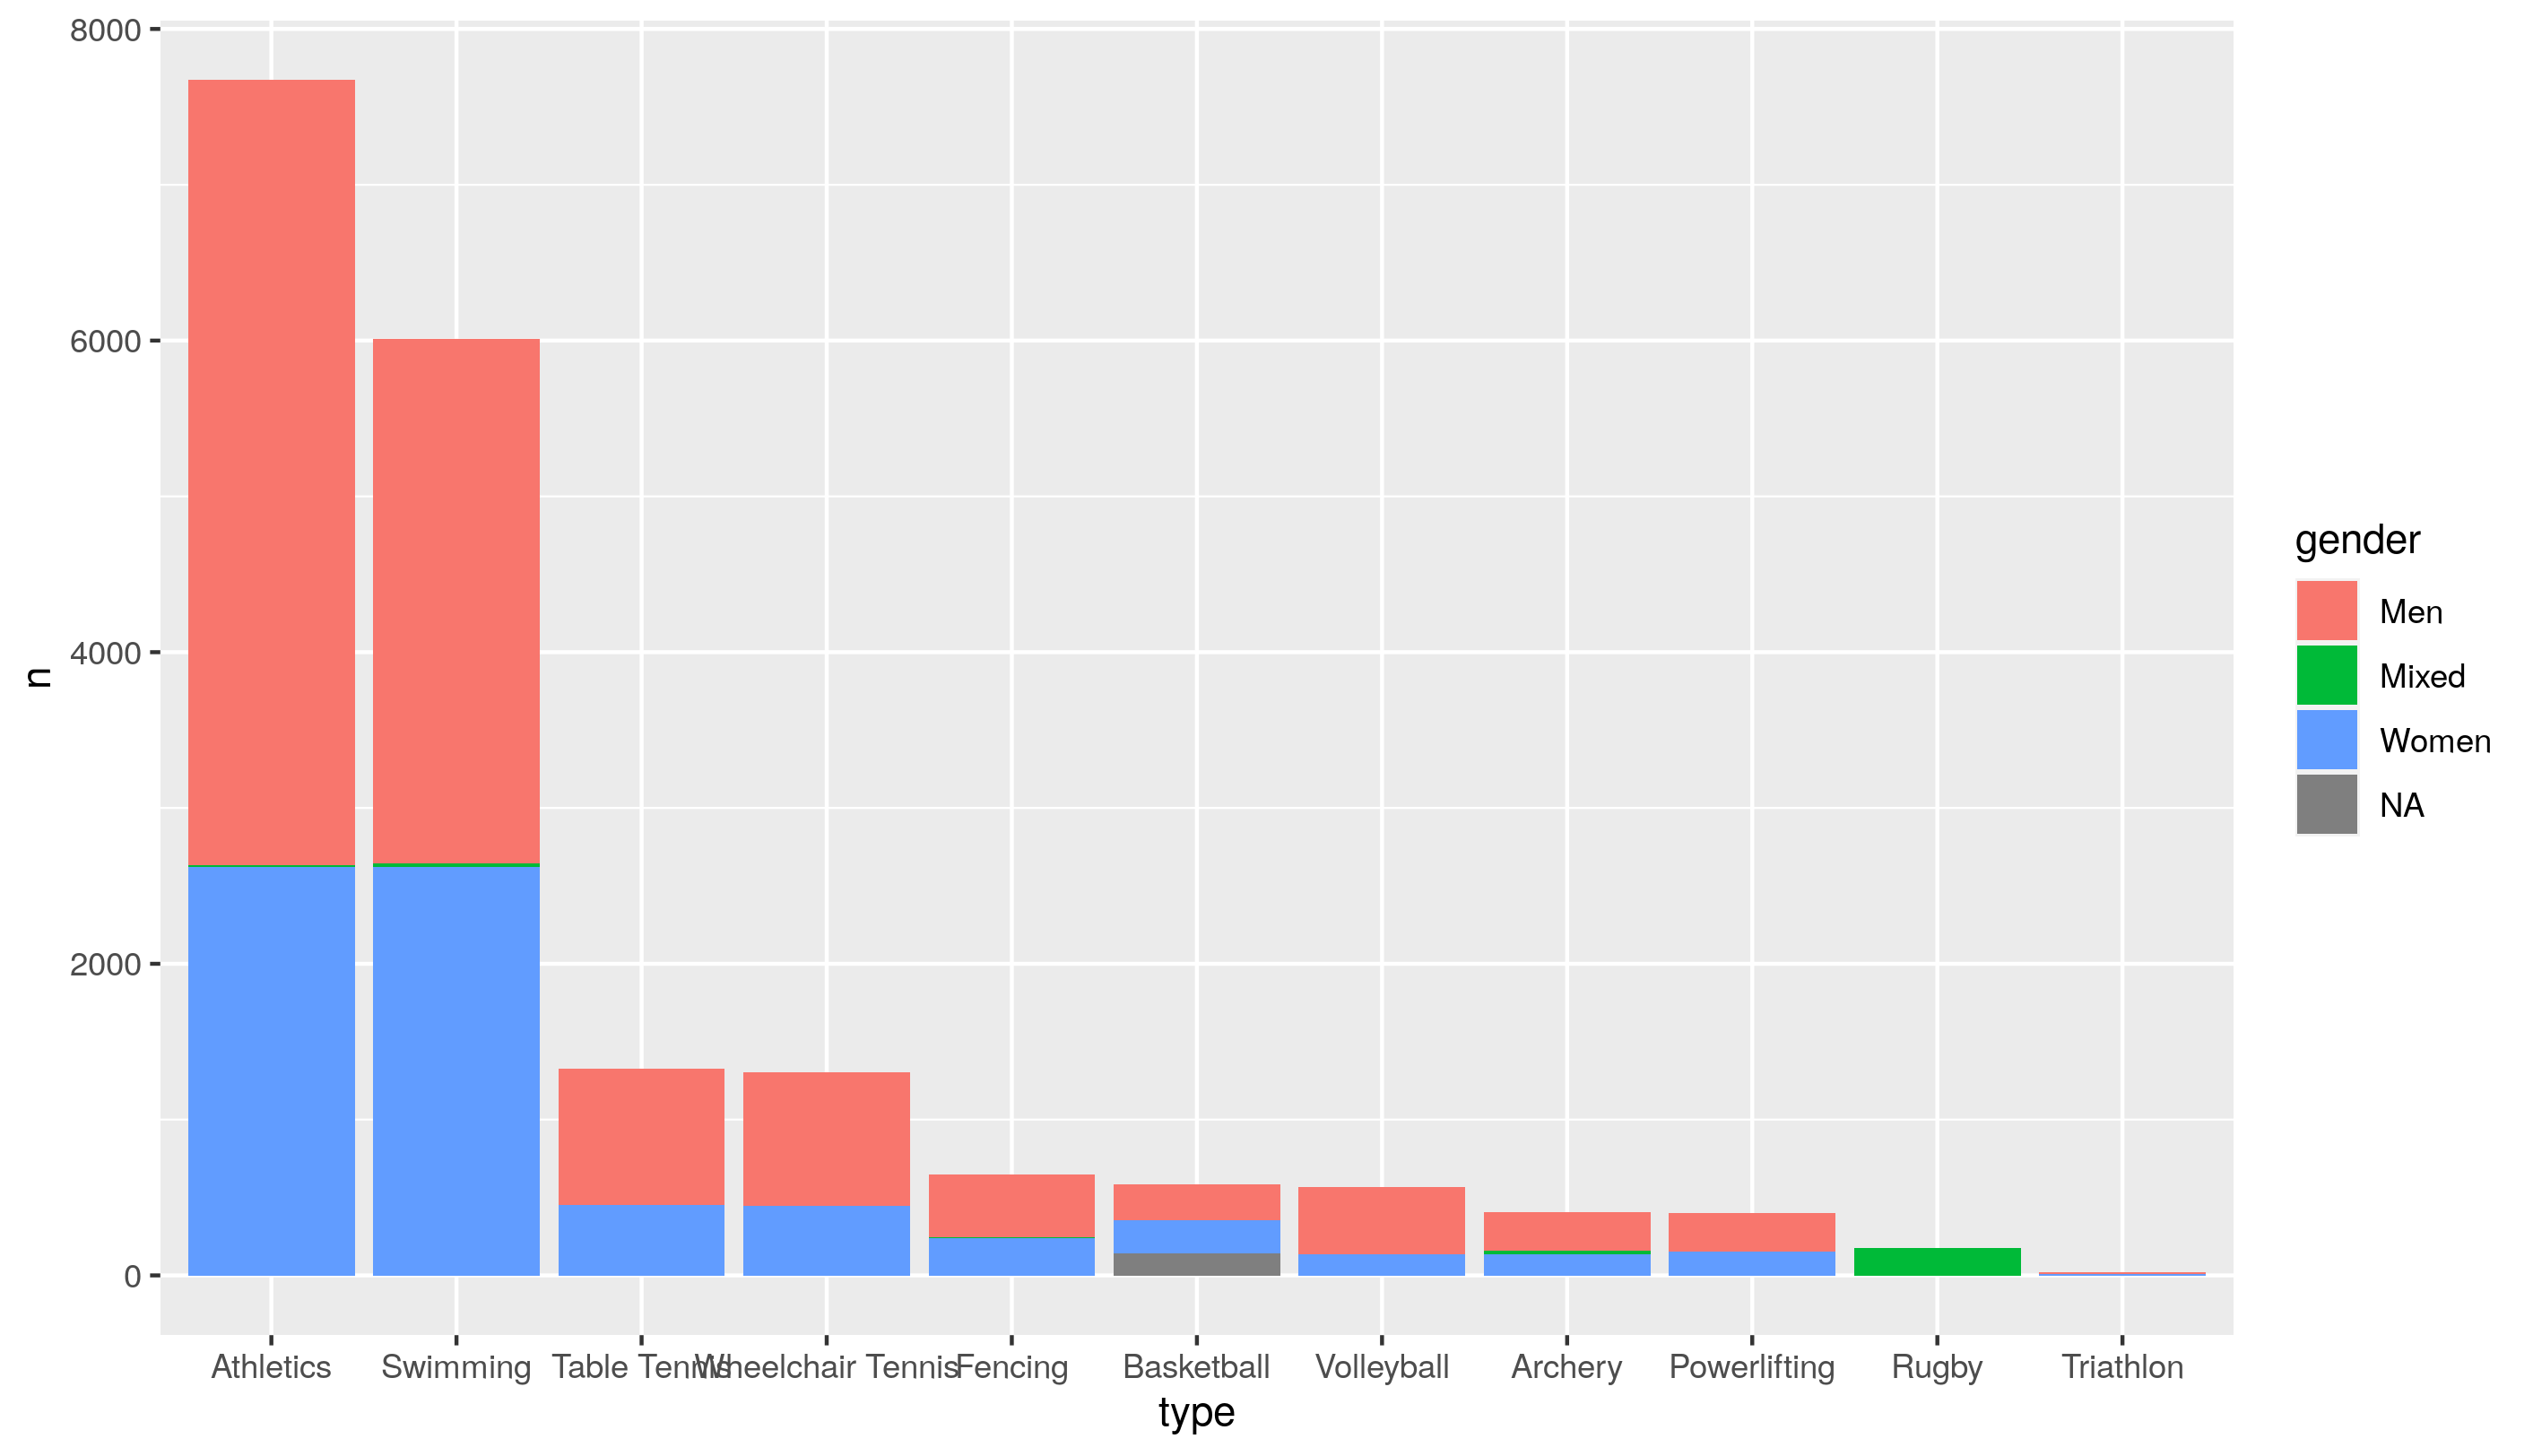 8000
6000
4000
2000
0
n
Athletics Swimming Table Tennis Wheelchair Tennis Fencing Basketball Volleyball Archery Powerlifting Rugby Triathlon
type
gender
Men
Mixed
Women
NA